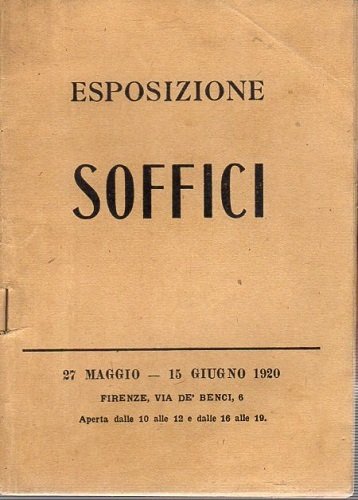 ESPOSIZIONE
SOFFICI
27 MAGGIO — 15 GIUGNO 1920
FIRENZE, VIA DE' BENCI, 6
Aperta dalle 10 alle 12 e dalle 16 alle 19.